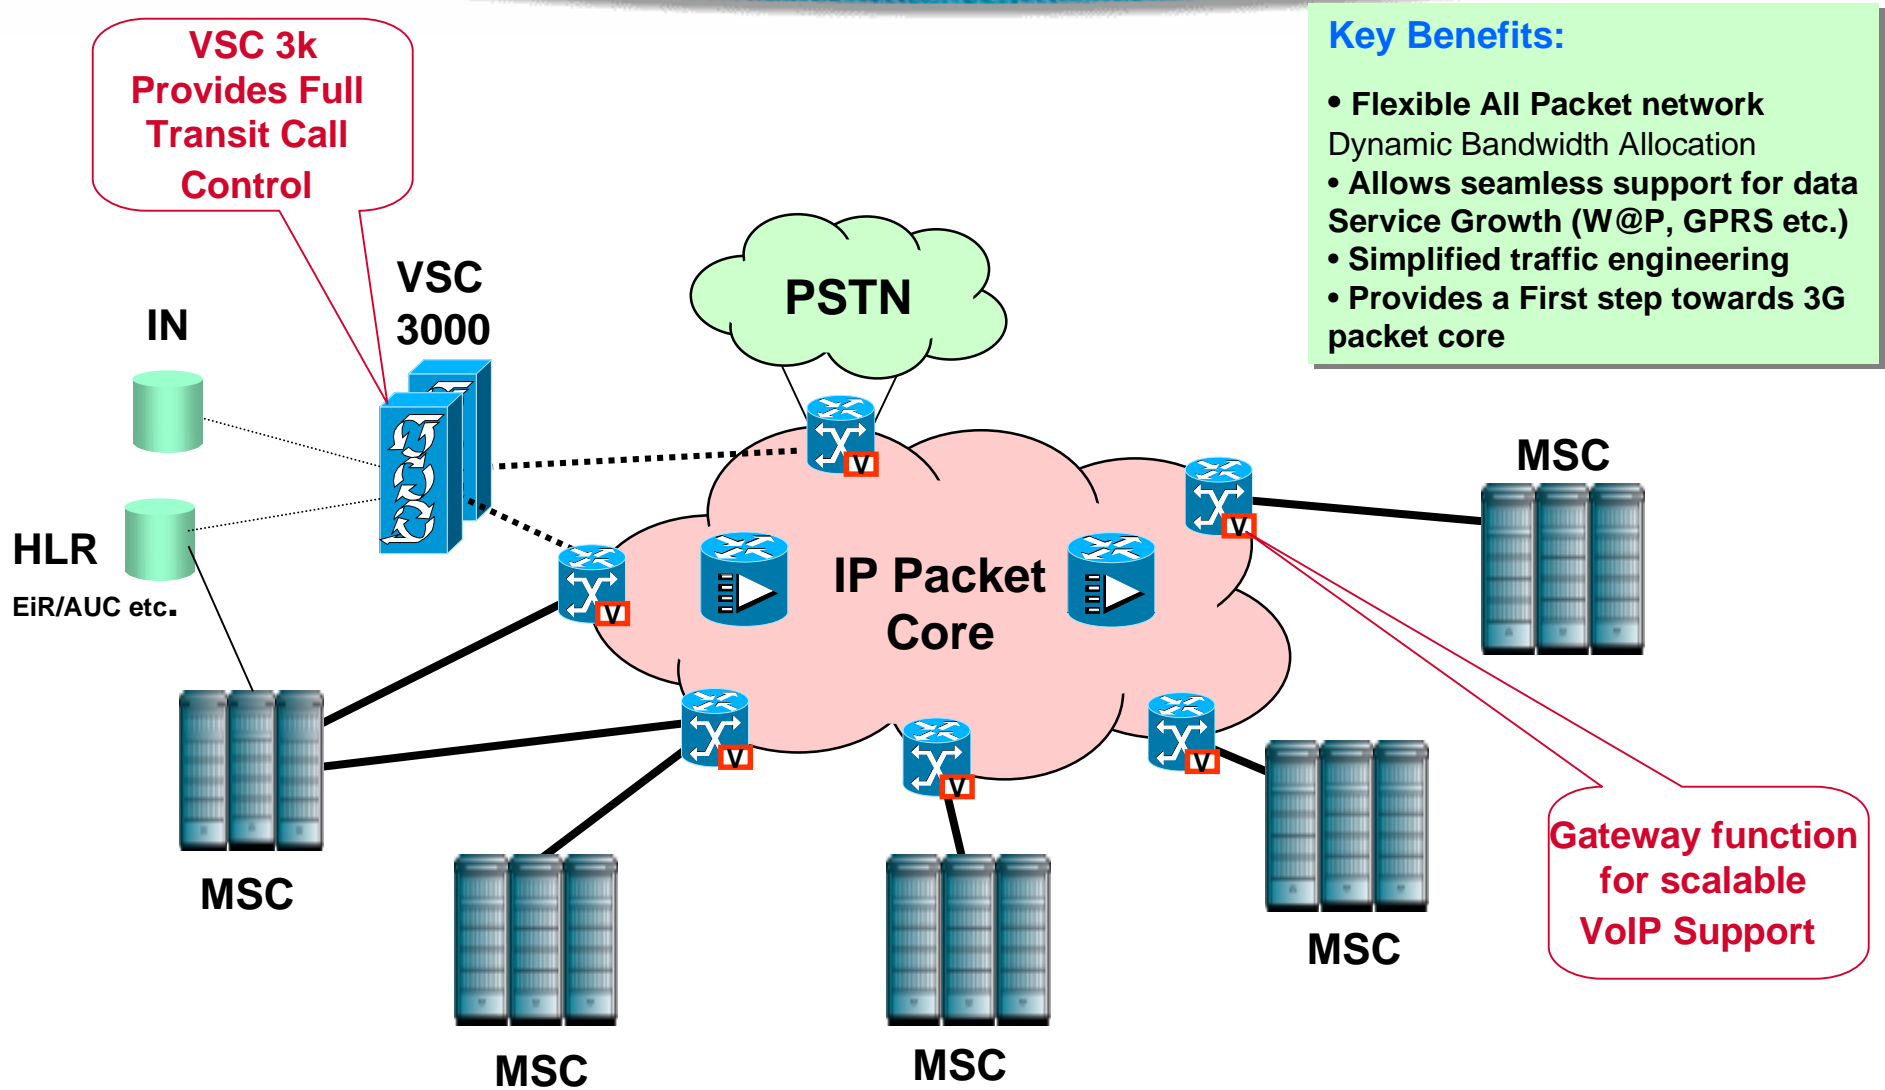 VSC 3k
Provides Full
Transit Call
Control
Key Benefits:
• Flexible All Packet network
Dynamic Bandwidth Allocation
• Allows seamless support for data
Service Growth (W@P, GPRS etc.)
• Simplified traffic engineering
• Provides a First step towards 3G
packet core
VSC
3000
IN
PSTN
V
MSC
V
HLR
EiR/AUC etc.
IP Packet
Core
V
V
V
V
MSC
MSC
MSC
MSC
Gateway function
for scalable
VoIP Support